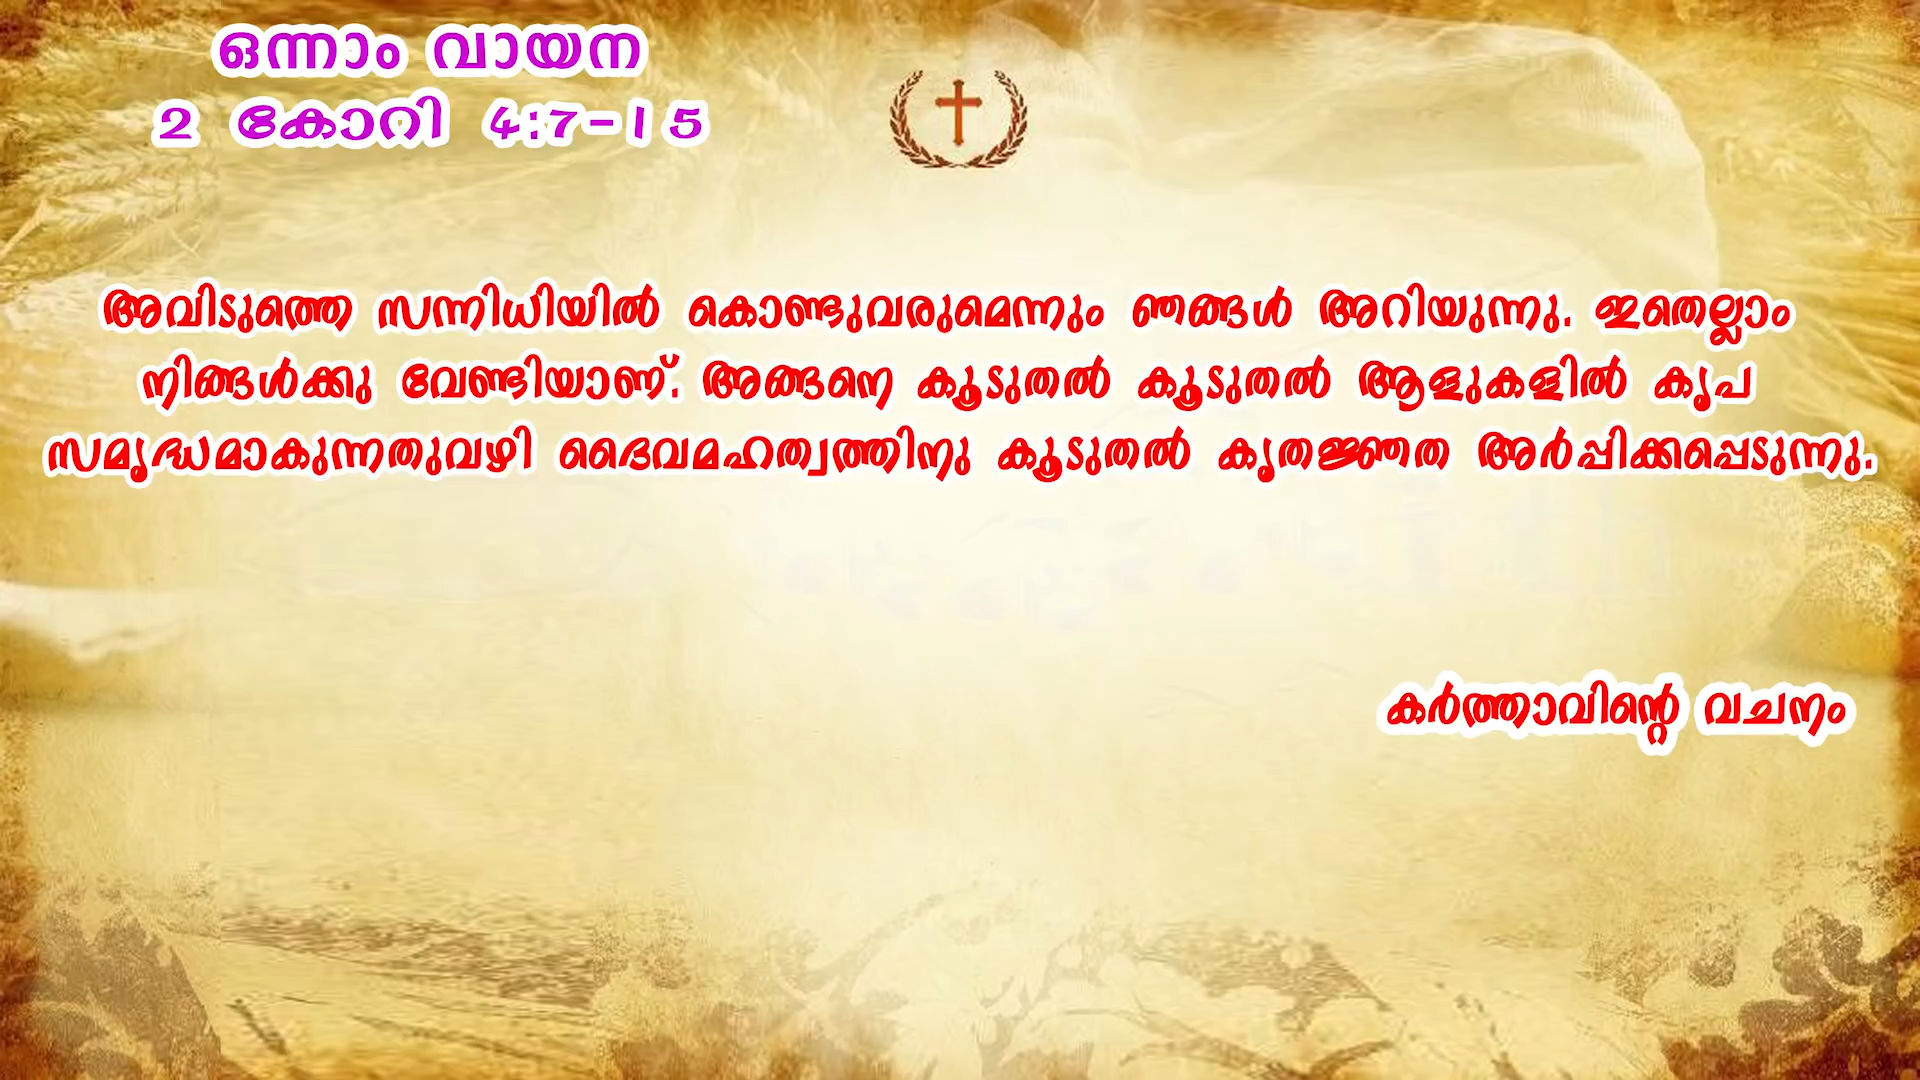 ഒന്നാം വായന
2 കോറി 4:7-15
അവിടുത്തെ സന്നിധിയിൽ കൊണ്ടുവരുമെന്നും ഞങ്ങൾ അറിയുന്നു. ഇതെല്ലാം
നിങ്ങൾക്കു വേണ്ടിയാണ്. അങ്ങനെ കൂടുതൽ കൂടുതൽ ആളുകളിൽ കൃപ
സമൃദ്ധമാകുന്നതുവഴി ദൈവമഹത്വത്തിനു കൂടുതൽ കൃതജ്ഞത അർപ്പിക്കപ്പെടുന്നു.
കർത്താവിന്റെ വചനം